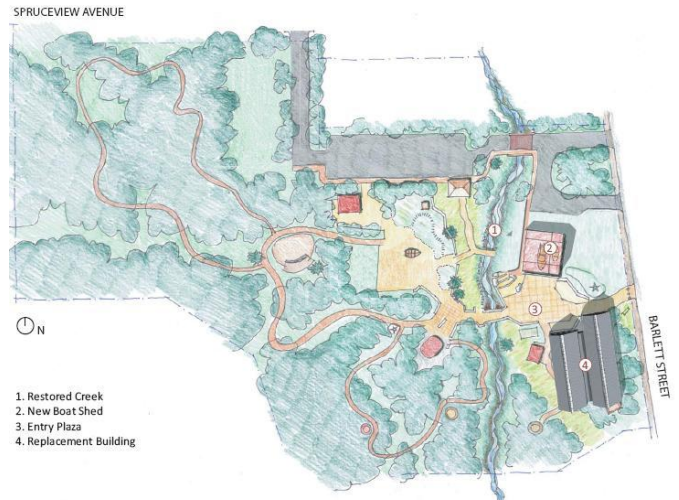 SPRUCEVIEW AVENUE
1
2
3
4
N
BARLETT STREET
1. Restored Creek
2. New Boat Shed
3. Entry Plaza
4. Replacement Building